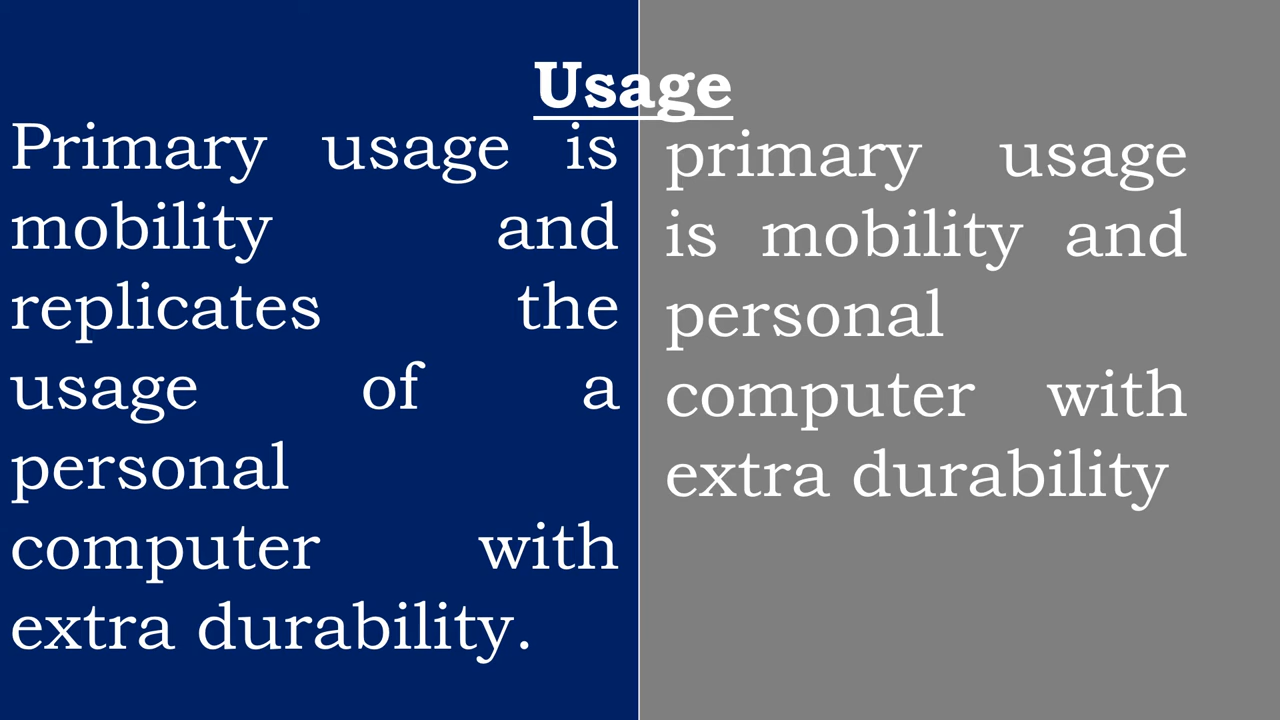 Usage
Primary usage is
mobility and
replicates the
usage of a
personal
computer with
extra durability.
primary usage
is mobility and
personal
computer with
extra durability